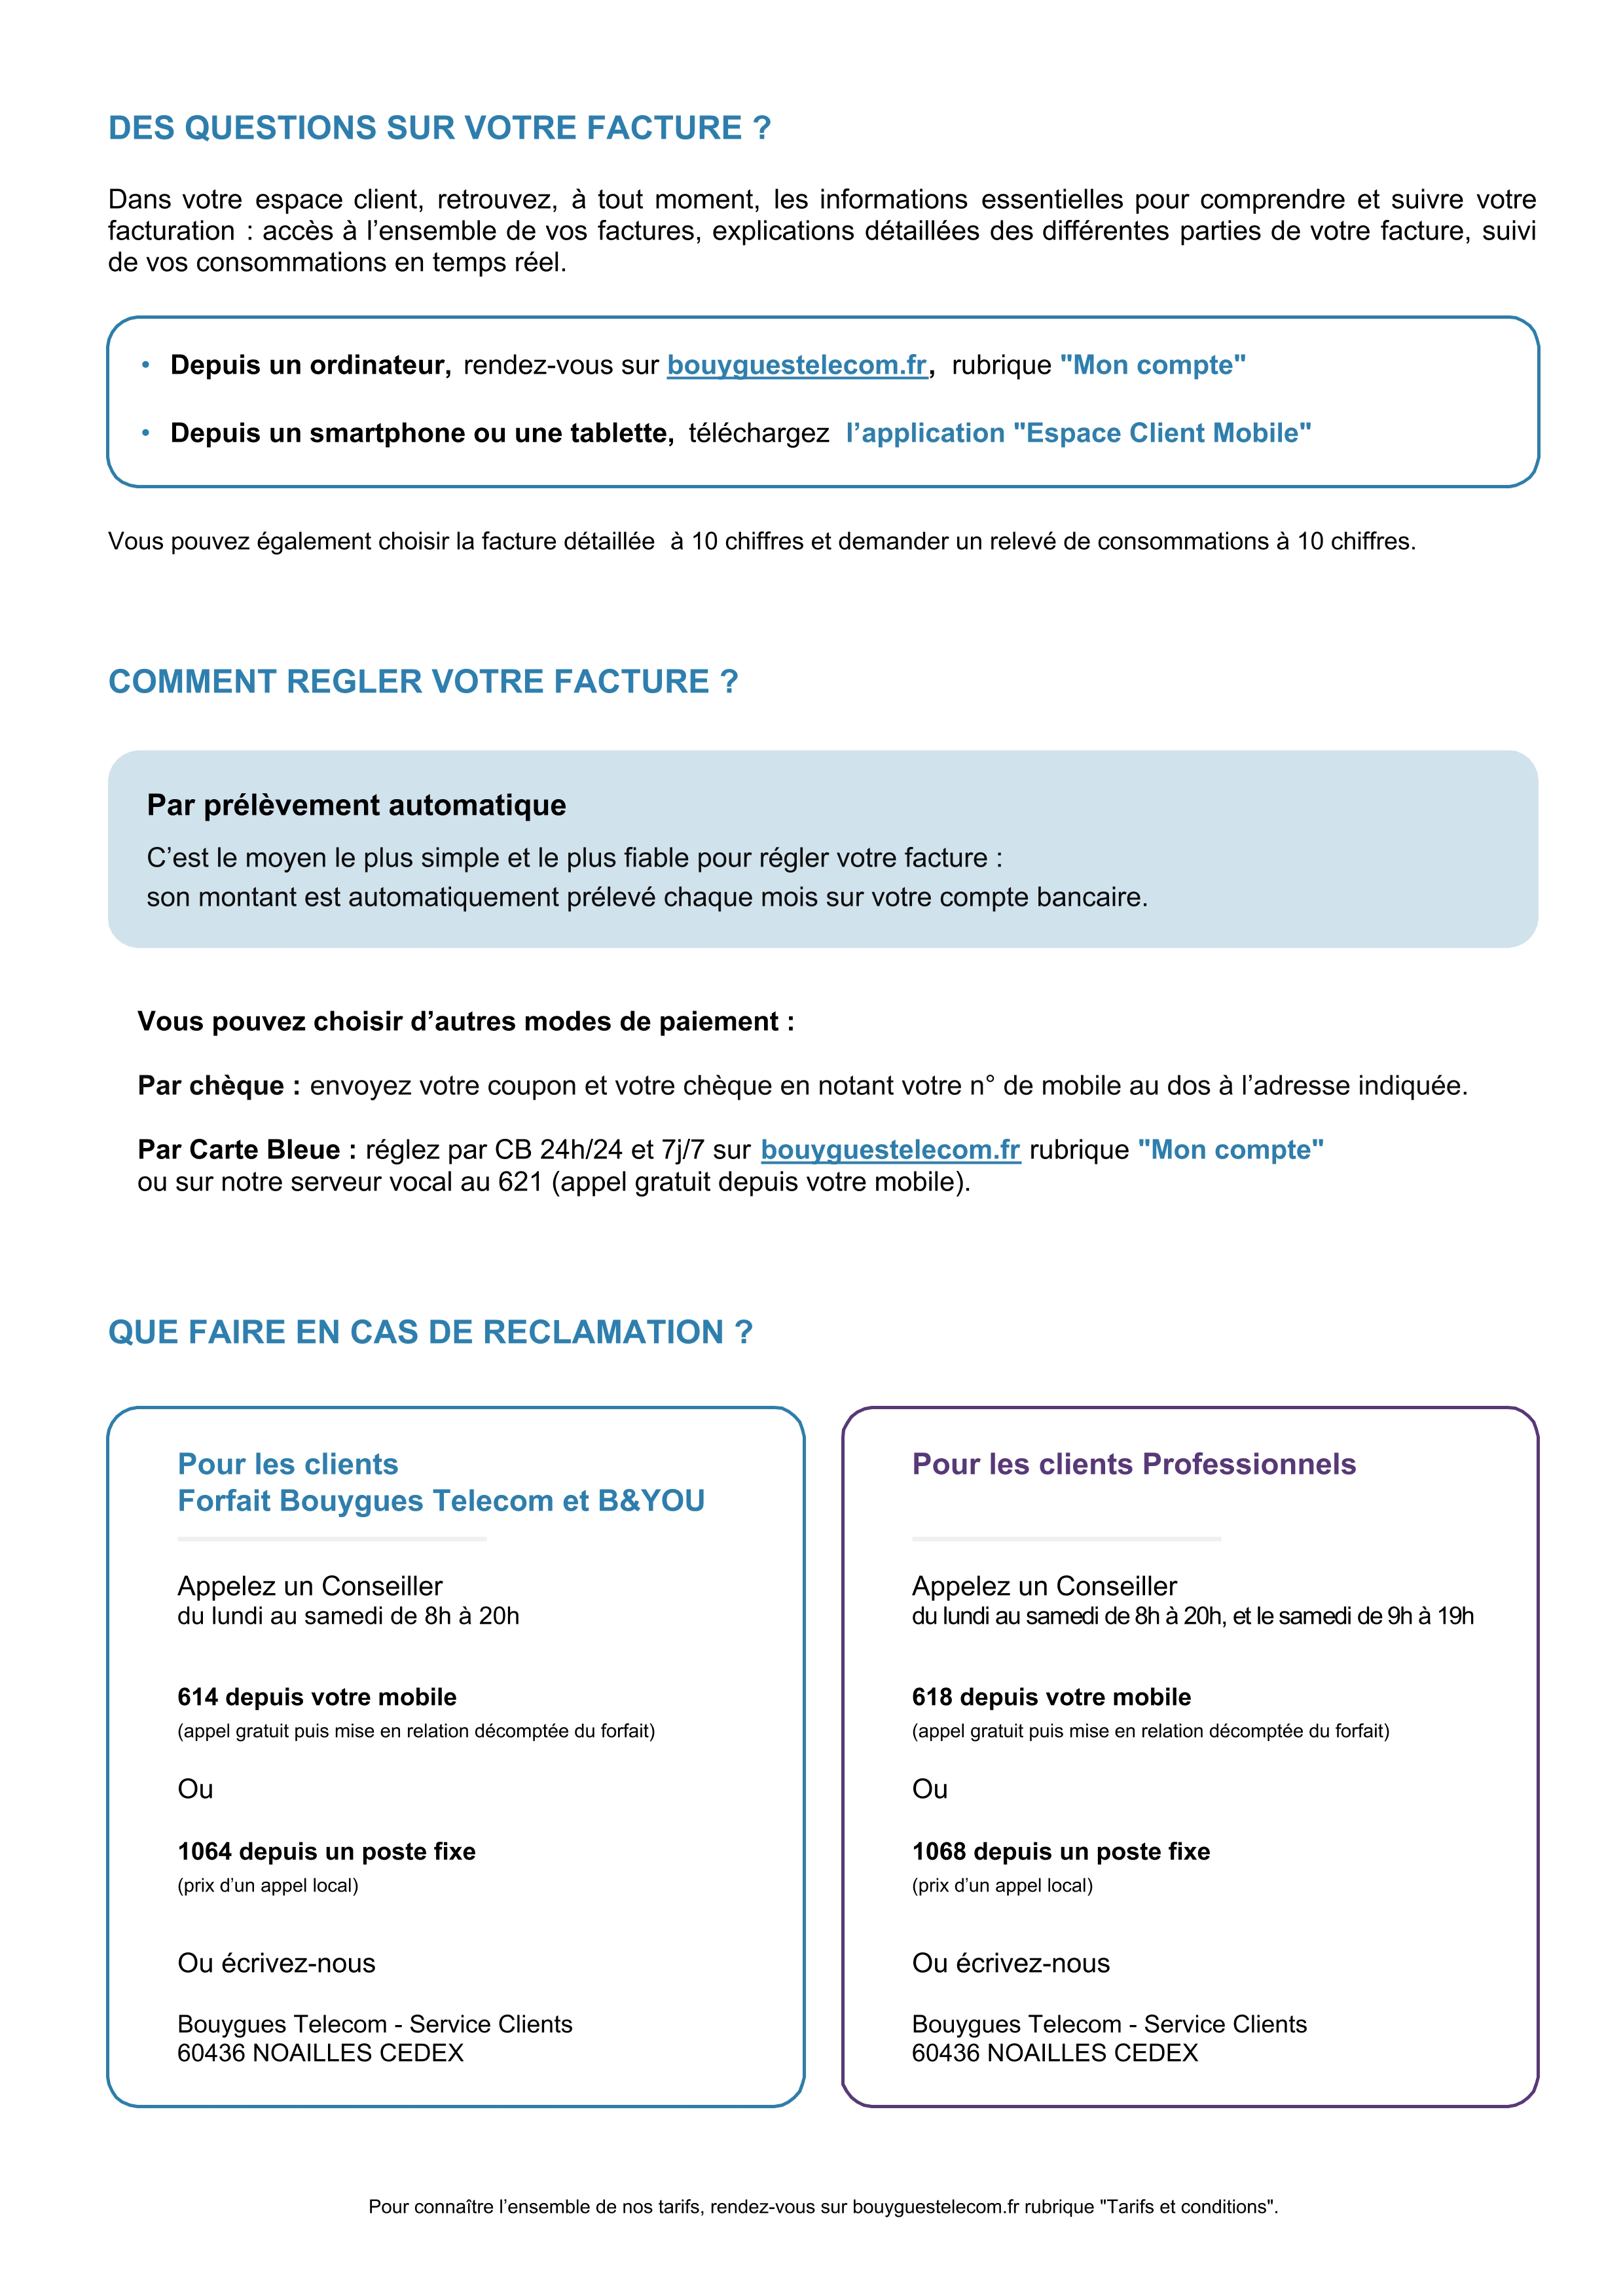 DES QUESTIONS SUR VOTRE FACTURE ?
Dans votre espace client, retrouvez, à tout moment, les informations essentielles pour comprendre et suivre votre
facturation : accès à l’ensemble de vos factures, explications détaillées des différentes parties de votre facture, suivi
de vos consommations en temps réel.
• Depuis un ordinateur, rendez-vous sur bouyguestelecom.fr, rubrique "Mon compte"
• Depuis un smartphone ou une tablette, téléchargez l’application "Espace Client Mobile"
Vous pouvez également choisir la facture détaillée à 10 chiffres et demander un relevé de consommations à 10 chiffres.
COMMENT REGLER VOTRE FACTURE ?
Par prélèvement automatique
C’est le moyen le plus simple et le plus fiable pour régler votre facture :
son montant est automatiquement prélevé chaque mois sur votre compte bancaire.
Vous pouvez choisir d’autres modes de paiement :
Par chèque : envoyez votre coupon et votre chèque en notant votre n° de mobile au dos à l’adresse indiquée.
Par Carte Bleue : réglez par CB 24h/24 et 7j/7 sur bouyguestelecom.fr rubrique "Mon compte"
ou sur notre serveur vocal au 621 (appel gratuit depuis votre mobile).
QUE FAIRE EN CAS DE RECLAMATION ?
Pour les clients
Forfait Bouygues Telecom et B&YOU
Appelez un Conseiller
du lundi au samedi de 8h à 20h
614 depuis votre mobile
(appel gratuit puis mise en relation décomptée du forfait)
Ou
1064 depuis un poste fixe
(prix d’un appel local)
Ou écrivez-nous
Bouygues Telecom - Service Clients
60436 NOAILLES CEDEX
Pour les clients Professionnels
Appelez un Conseiller
du lundi au samedi de 8h à 20h, et le samedi de 9h à 19h
618 depuis votre mobile
(appel gratuit puis mise en relation décomptée du forfait)
Ou
1068 depuis un poste fixe
(prix d’un appel local)
Ou écrivez-nous
Bouygues Telecom - Service Clients
60436 NOAILLES CEDEX
Pour connaître l’ensemble de nos tarifs, rendez-vous sur bouyguestelecom.fr rubrique "Tarifs et conditions".